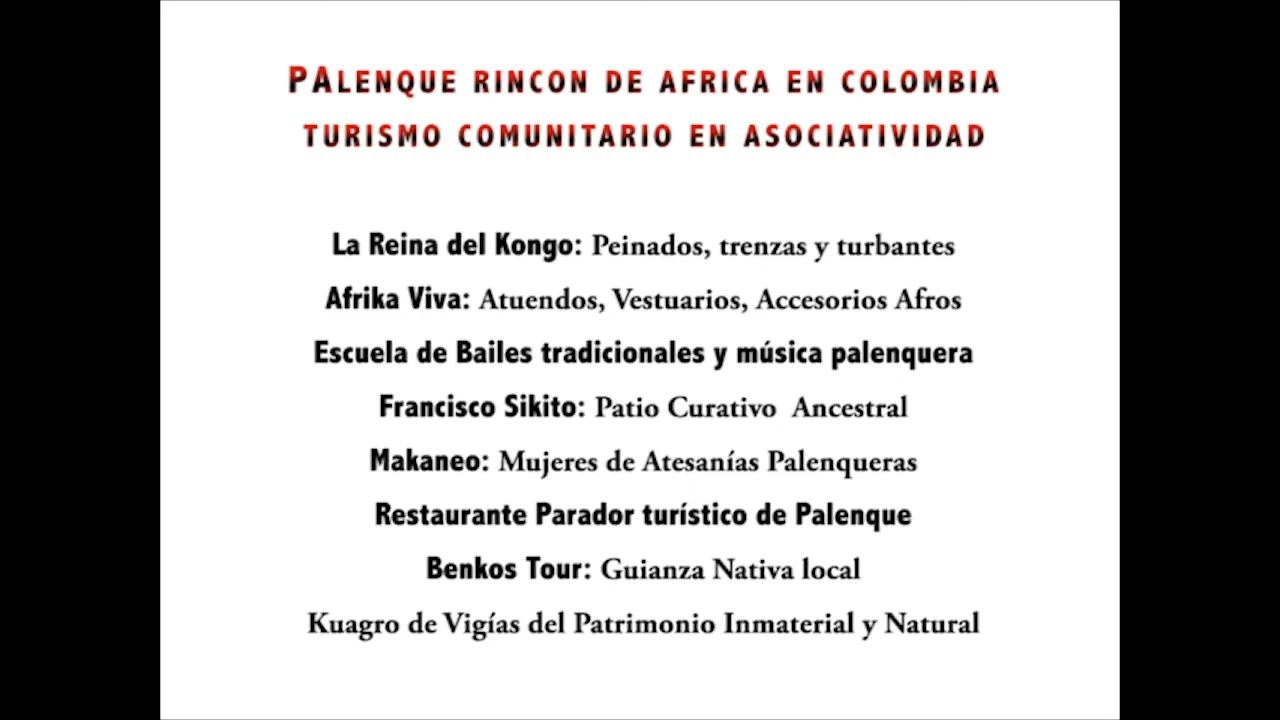 PALENQUE RINCON DE AFRICA EN COLOMBIA
TURISMO COMUNITARIO EN ASOCIATIVIDAD
La Reina del Kongo: Peinados, trenzas y turbantes
Afrika Viva: Atuendos, Vestuarios, Accesorios Afros
Escuela de Bailes tradicionales y música palenquera
Francisco Sikito: Patio Curativo Ancestral
Makaneo: Mujeres de Atesanías Palenqueras
Restaurante Parador turístico de Palenque
Benkos Tour: Guianza Nativa local
Kuagro de Vigías del Patrimonio Inmaterial y Natural